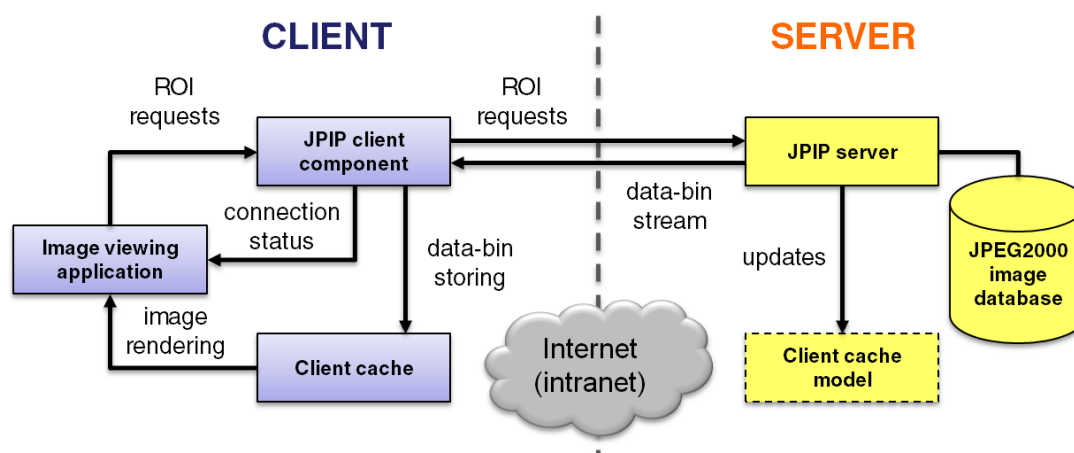 CLIENT
SERVER
ROI
requests
ROI
requests
JPIP client
component
JPIP server
connection
status
data-bin
stream
Image viewing
application
data-bin
storing
updates
JPEG2000
image
database
image
rendering
Client cache
Internet
(intranet)
Client cache
model